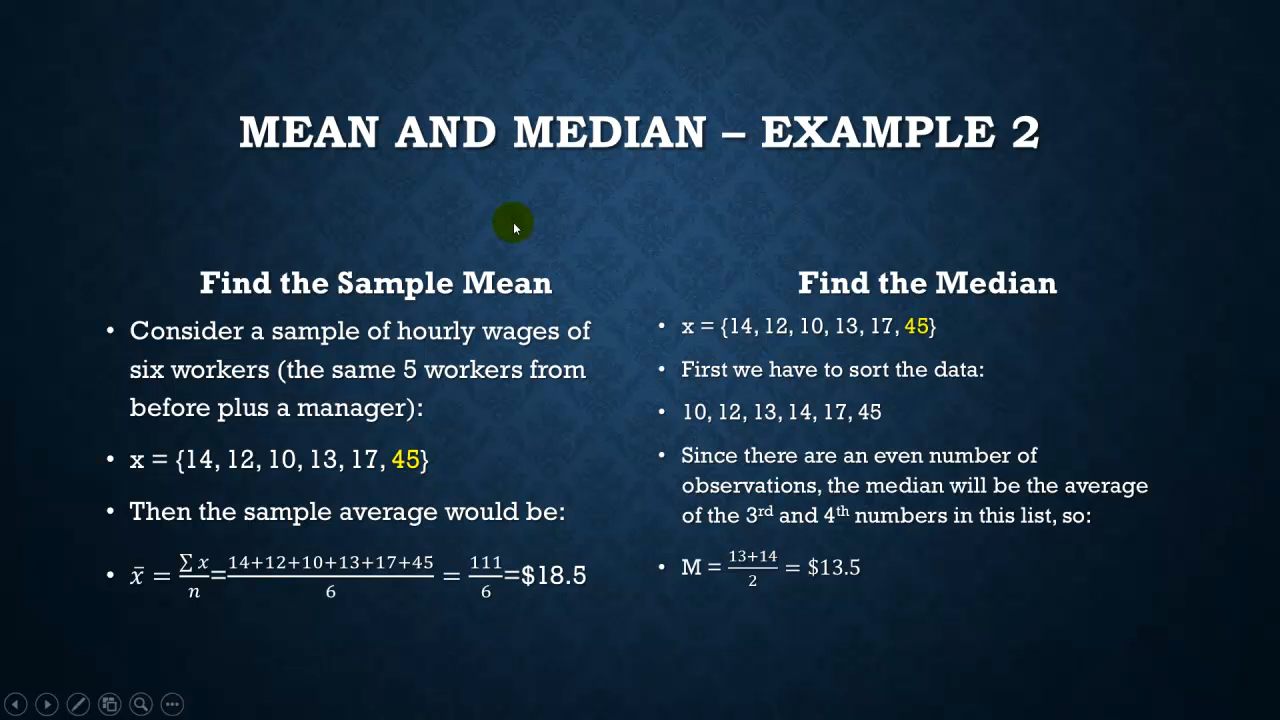 MEAN AND MEDIAN – EXAMPLE 2
Find the Sample Mean
• Consider a sample of hourly wages of
six workers (the same 5 workers from
before plus a manager):
• x = {14, 12, 10, 13, 17, 45}
• Then the sample average would be:
• x̄ = ∑x/n = 14+12+10+13+17+45/6 = 111/6 =$18.5
Find the Median
• x = {14, 12, 10, 13, 17, 45}
• First we have to sort the data:
• 10, 12, 13, 14, 17, 45
• Since there are an even number of
observations, the median will be the average
of the 3rd and 4th numbers in this list, so:
• M = 13+14/2 = $13.5